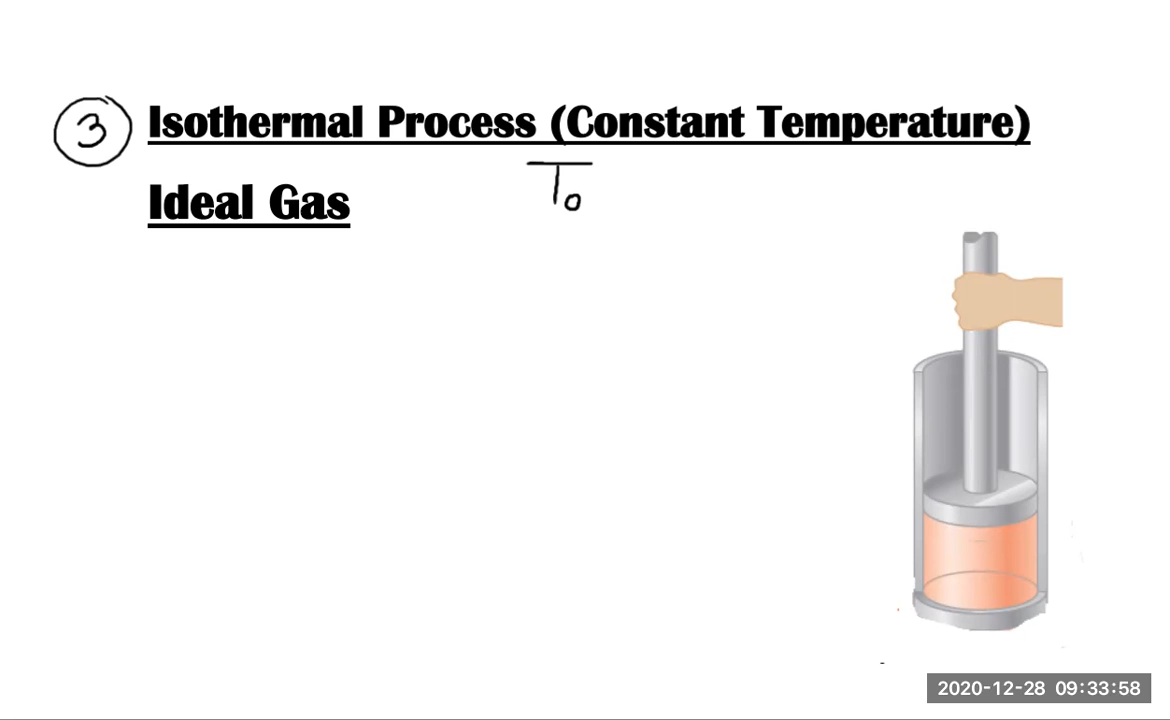 ③ Isothermal Process (Constant Temperature)
T₀
Ideal Gas
2020-12-28 09:33:58